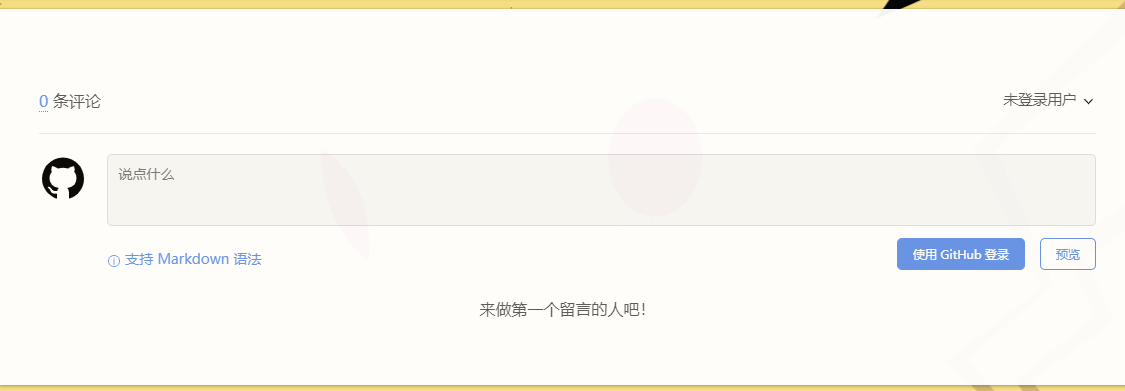 0 条评论
未登录用户
说点什么
支持 Markdown 语法
使用 GitHub 登录
预览
来做第一个留言的人吧！